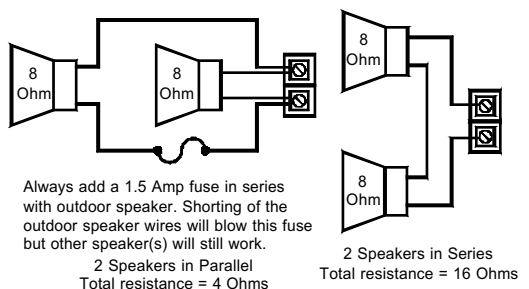 8
Ohm
8
Ohm
Always add a 1.5 Amp fuse in series
with outdoor speaker. Shorting of the
outdoor speaker wires will blow this fuse
but other speaker(s) will still work.
2 Speakers in Parallel
Total resistance = 4 Ohms
8
Ohm
8
Ohm
2 Speakers in Series
Total resistance = 16 Ohms